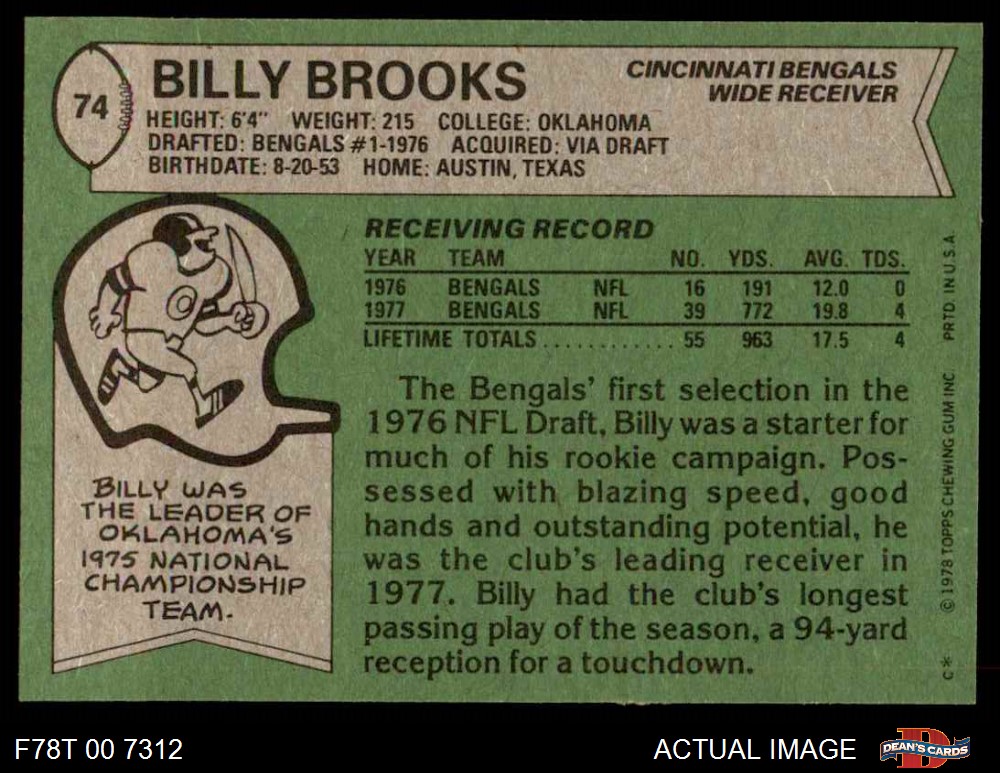 74
BILLY BROOKS
CINCINNATI BENGALS
WIDE RECEIVER
HEIGHT: 6'4" WEIGHT: 215 COLLEGE: OKLAHOMA
DRAFTED: BENGALS #1-1976 ACQUIRED: VIA DRAFT
BIRTHDATE: 8-20-53 HOME: AUSTIN, TEXAS
RECEIVING RECORD
YEAR TEAM NO. YDS. AVG. TDS.
1976 BENGALS NFL 16 191 12.0 0
1977 BENGALS NFL 39 772 19.8 4
LIFETIME TOTALS............ 55 963 17.5 4
The Bengals' first selection in the
1976 NFL Draft, Billy was a starter for
much of his rookie campaign. Pos-
sessed with blazing speed, good
hands and outstanding potential, he
was the club's leading receiver in
1977. Billy had the club's longest
passing play of the season, a 94-yard
reception for a touchdown.
BILLY WAS
THE LEADER OF
OKLAHOMA'S
1975 NATIONAL
CHAMPIONSHIP
TEAM.
C* © 1978 TOPPS CHEWING GUM INC. PRTD. IN U.S.A.
F78T 00 7312
ACTUAL IMAGE
D
DEAN'S CARDS